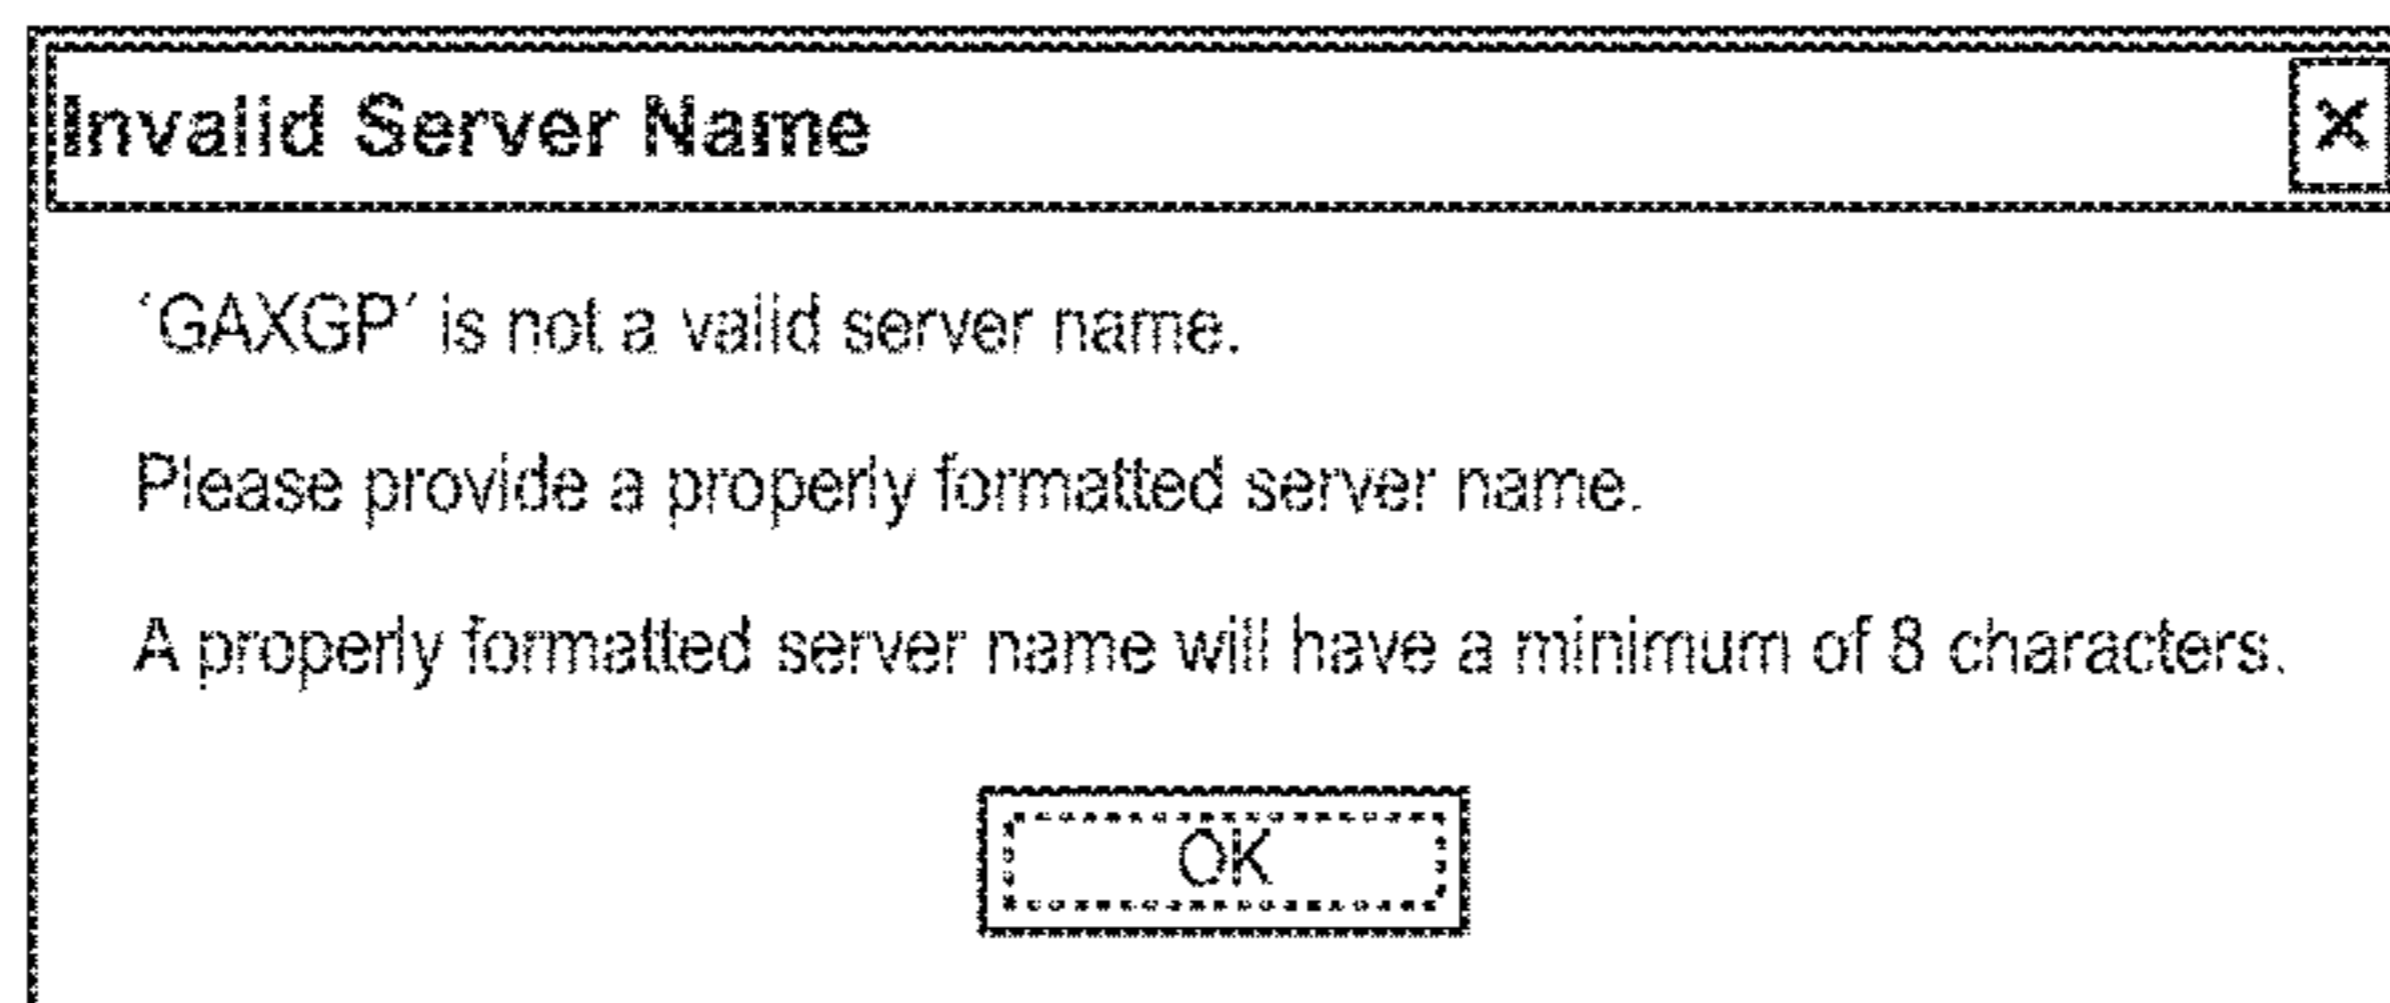 Invalid Server Name
X
‘GAXGP’ is not a valid server name.
Please provide a properly formatted server name.
A properly formatted server name will have a minimum of 8 characters.
OK